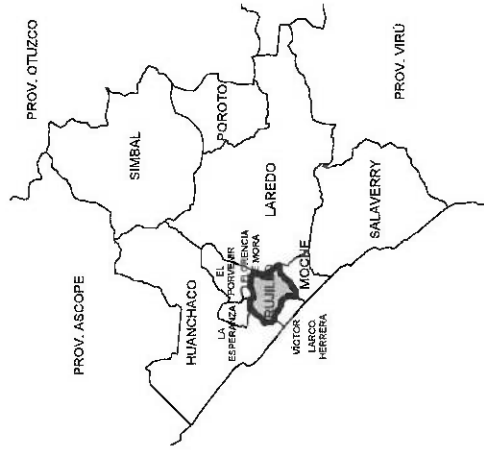 PROV. OTUZCO
PROV. ASCOPE
SIMBAL
POROTO
HUANCHACO
EL
PORVENIR
FLORENCIA
MORA
LA
ESPERANZA
TRUJILLO
LAREDO
PROV. VIRÚ
MOCHE
VÍCTOR
LARCO
HERRERA
SALAVERRY